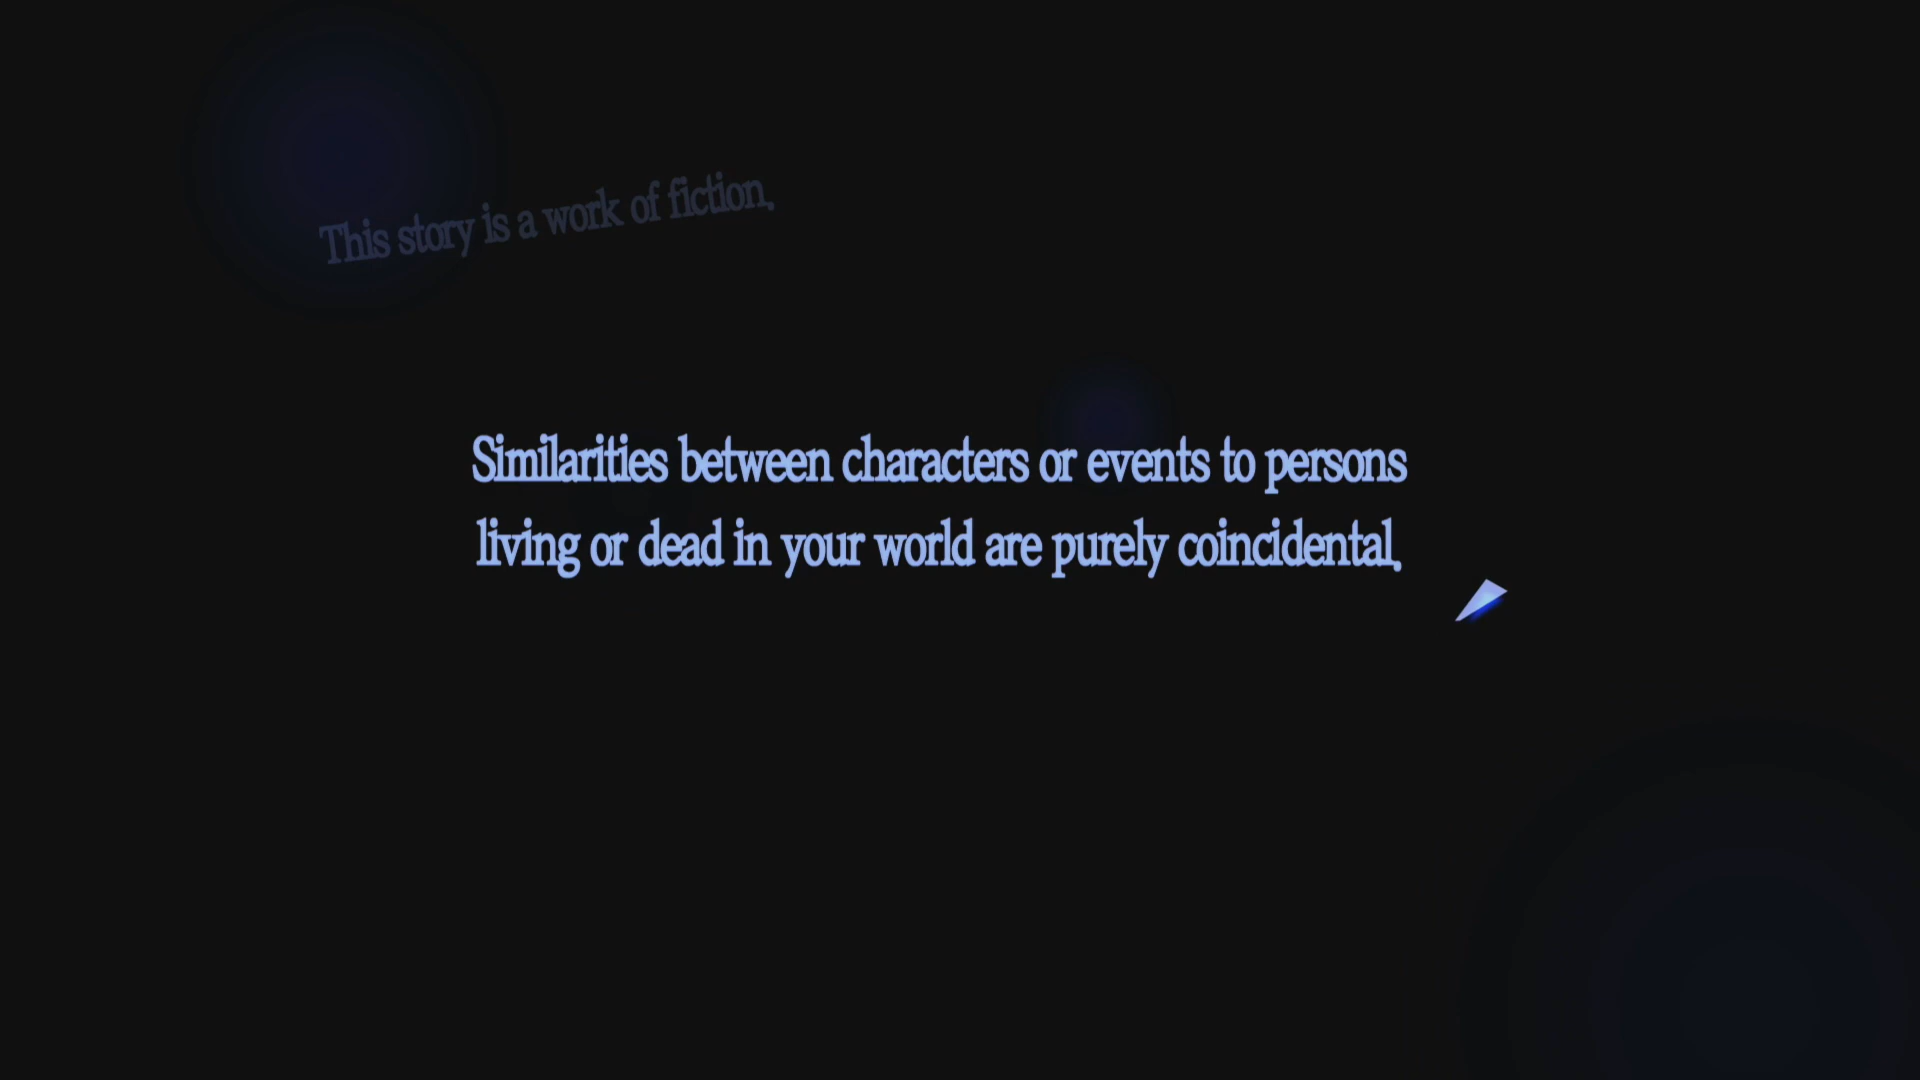 This story is a work of fiction.
Similarities between characters or events to persons
living or dead in your world are purely coincidental.